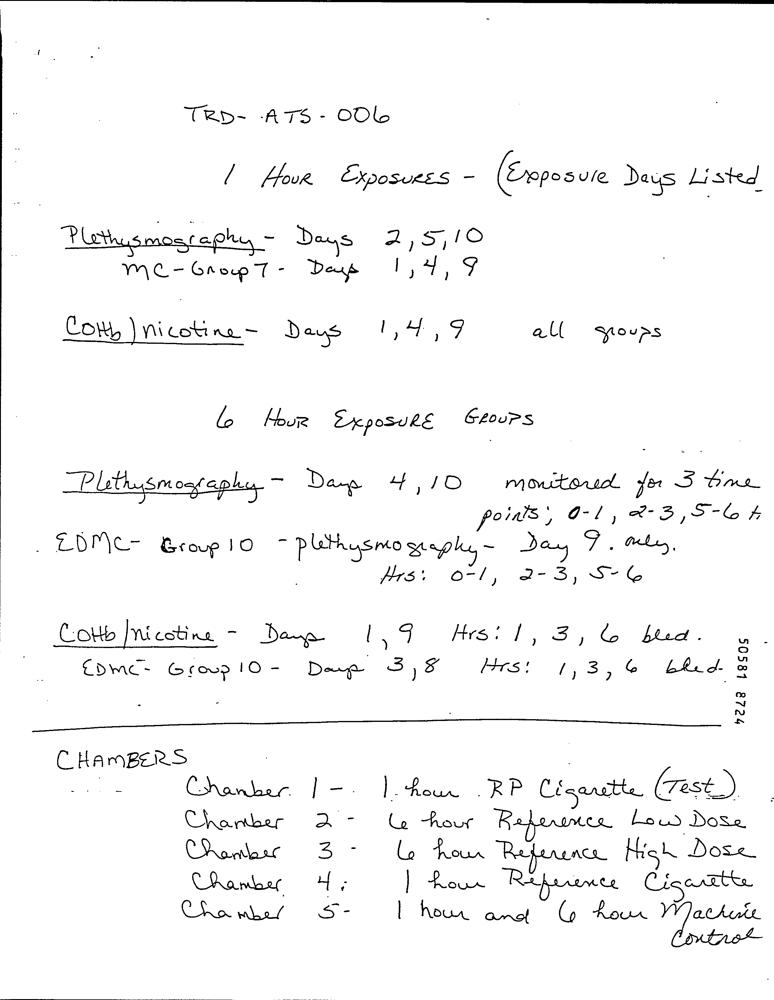 TRD- ATS - 006
1 HOUR EXPOSURES - (Exposure Days Listed
Plethysmography - Days 2, 5, 10
MC - Group 7 - Days 1, 4, 9
COHb/nicotine - Days 1, 4, 9 all groups
6 HOUR EXPOSURE GROUPS
Plethysmography - Days 4, 10 monitored for 3 time
points; 0-1, 2-3, 5-6 h
EDMC - Group 10 - plethysmography - Day 9 . only.
Hrs: 0-1, 2-3, 5-6
COHb/nicotine - Days 1, 9 Hrs: 1, 3, 6 bled.
EDMC - Group 10 - Days 3, 8 Hrs: 1, 3, 6 bled.
50581 8724
CHAMBERS
Chamber 1 - 1 hour RP Cigarette (Test)
Chamber 2 - 6 hour Reference Low Dose
Chamber 3 - 6 hour Reference High Dose
Chamber 4: 1 hour Reference Cigarette
Chamber 5 - 1 hour and 6 hour Machine
Control